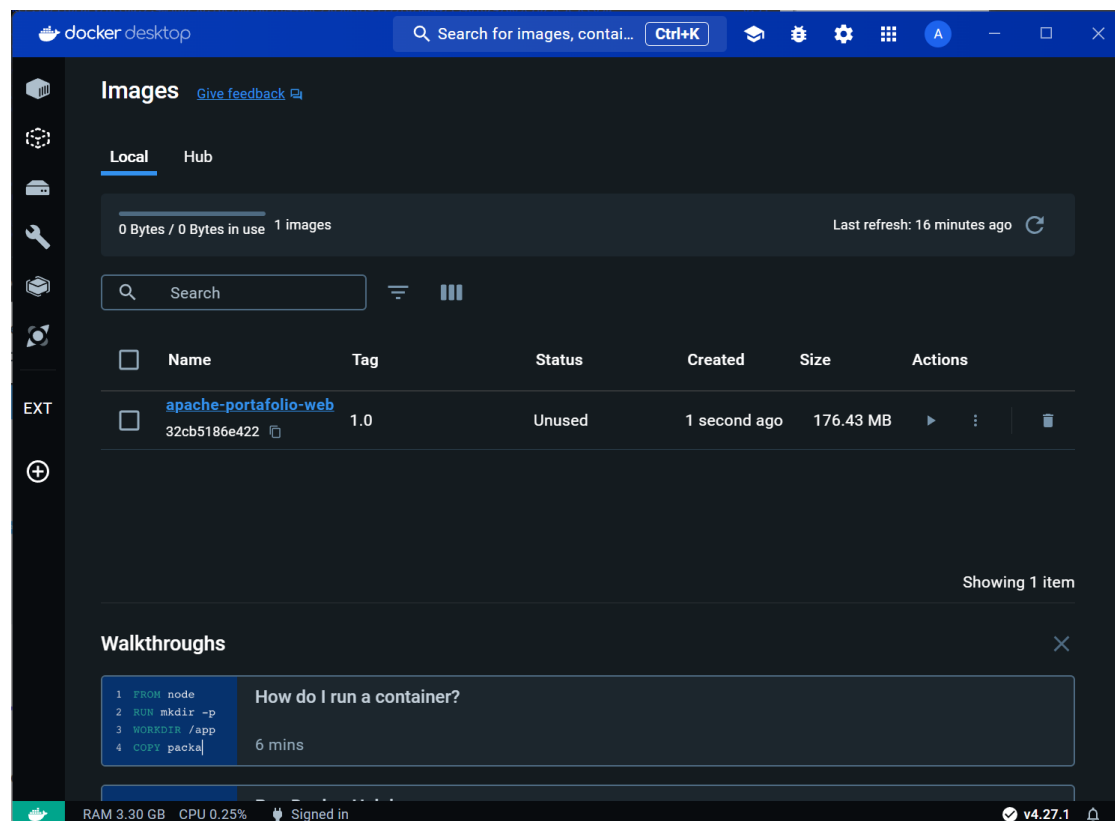 docker desktop
Search for images, contai... Ctrl+K
A
Images Give feedback
Local Hub
0 Bytes / 0 Bytes in use 1 images Last refresh: 16 minutes ago
Search
Name Tag Status Created Size Actions
apache-portafolio-web
32cb5186e422
1.0 Unused 1 second ago 176.43 MB
EXT
Showing 1 item
Walkthroughs
1 FROM node
2 RUN mkdir -p
3 WORKDIR /app
4 COPY packa
How do I run a container?
6 mins
RAM 3.30 GB CPU 0.25% Signed in v4.27.1